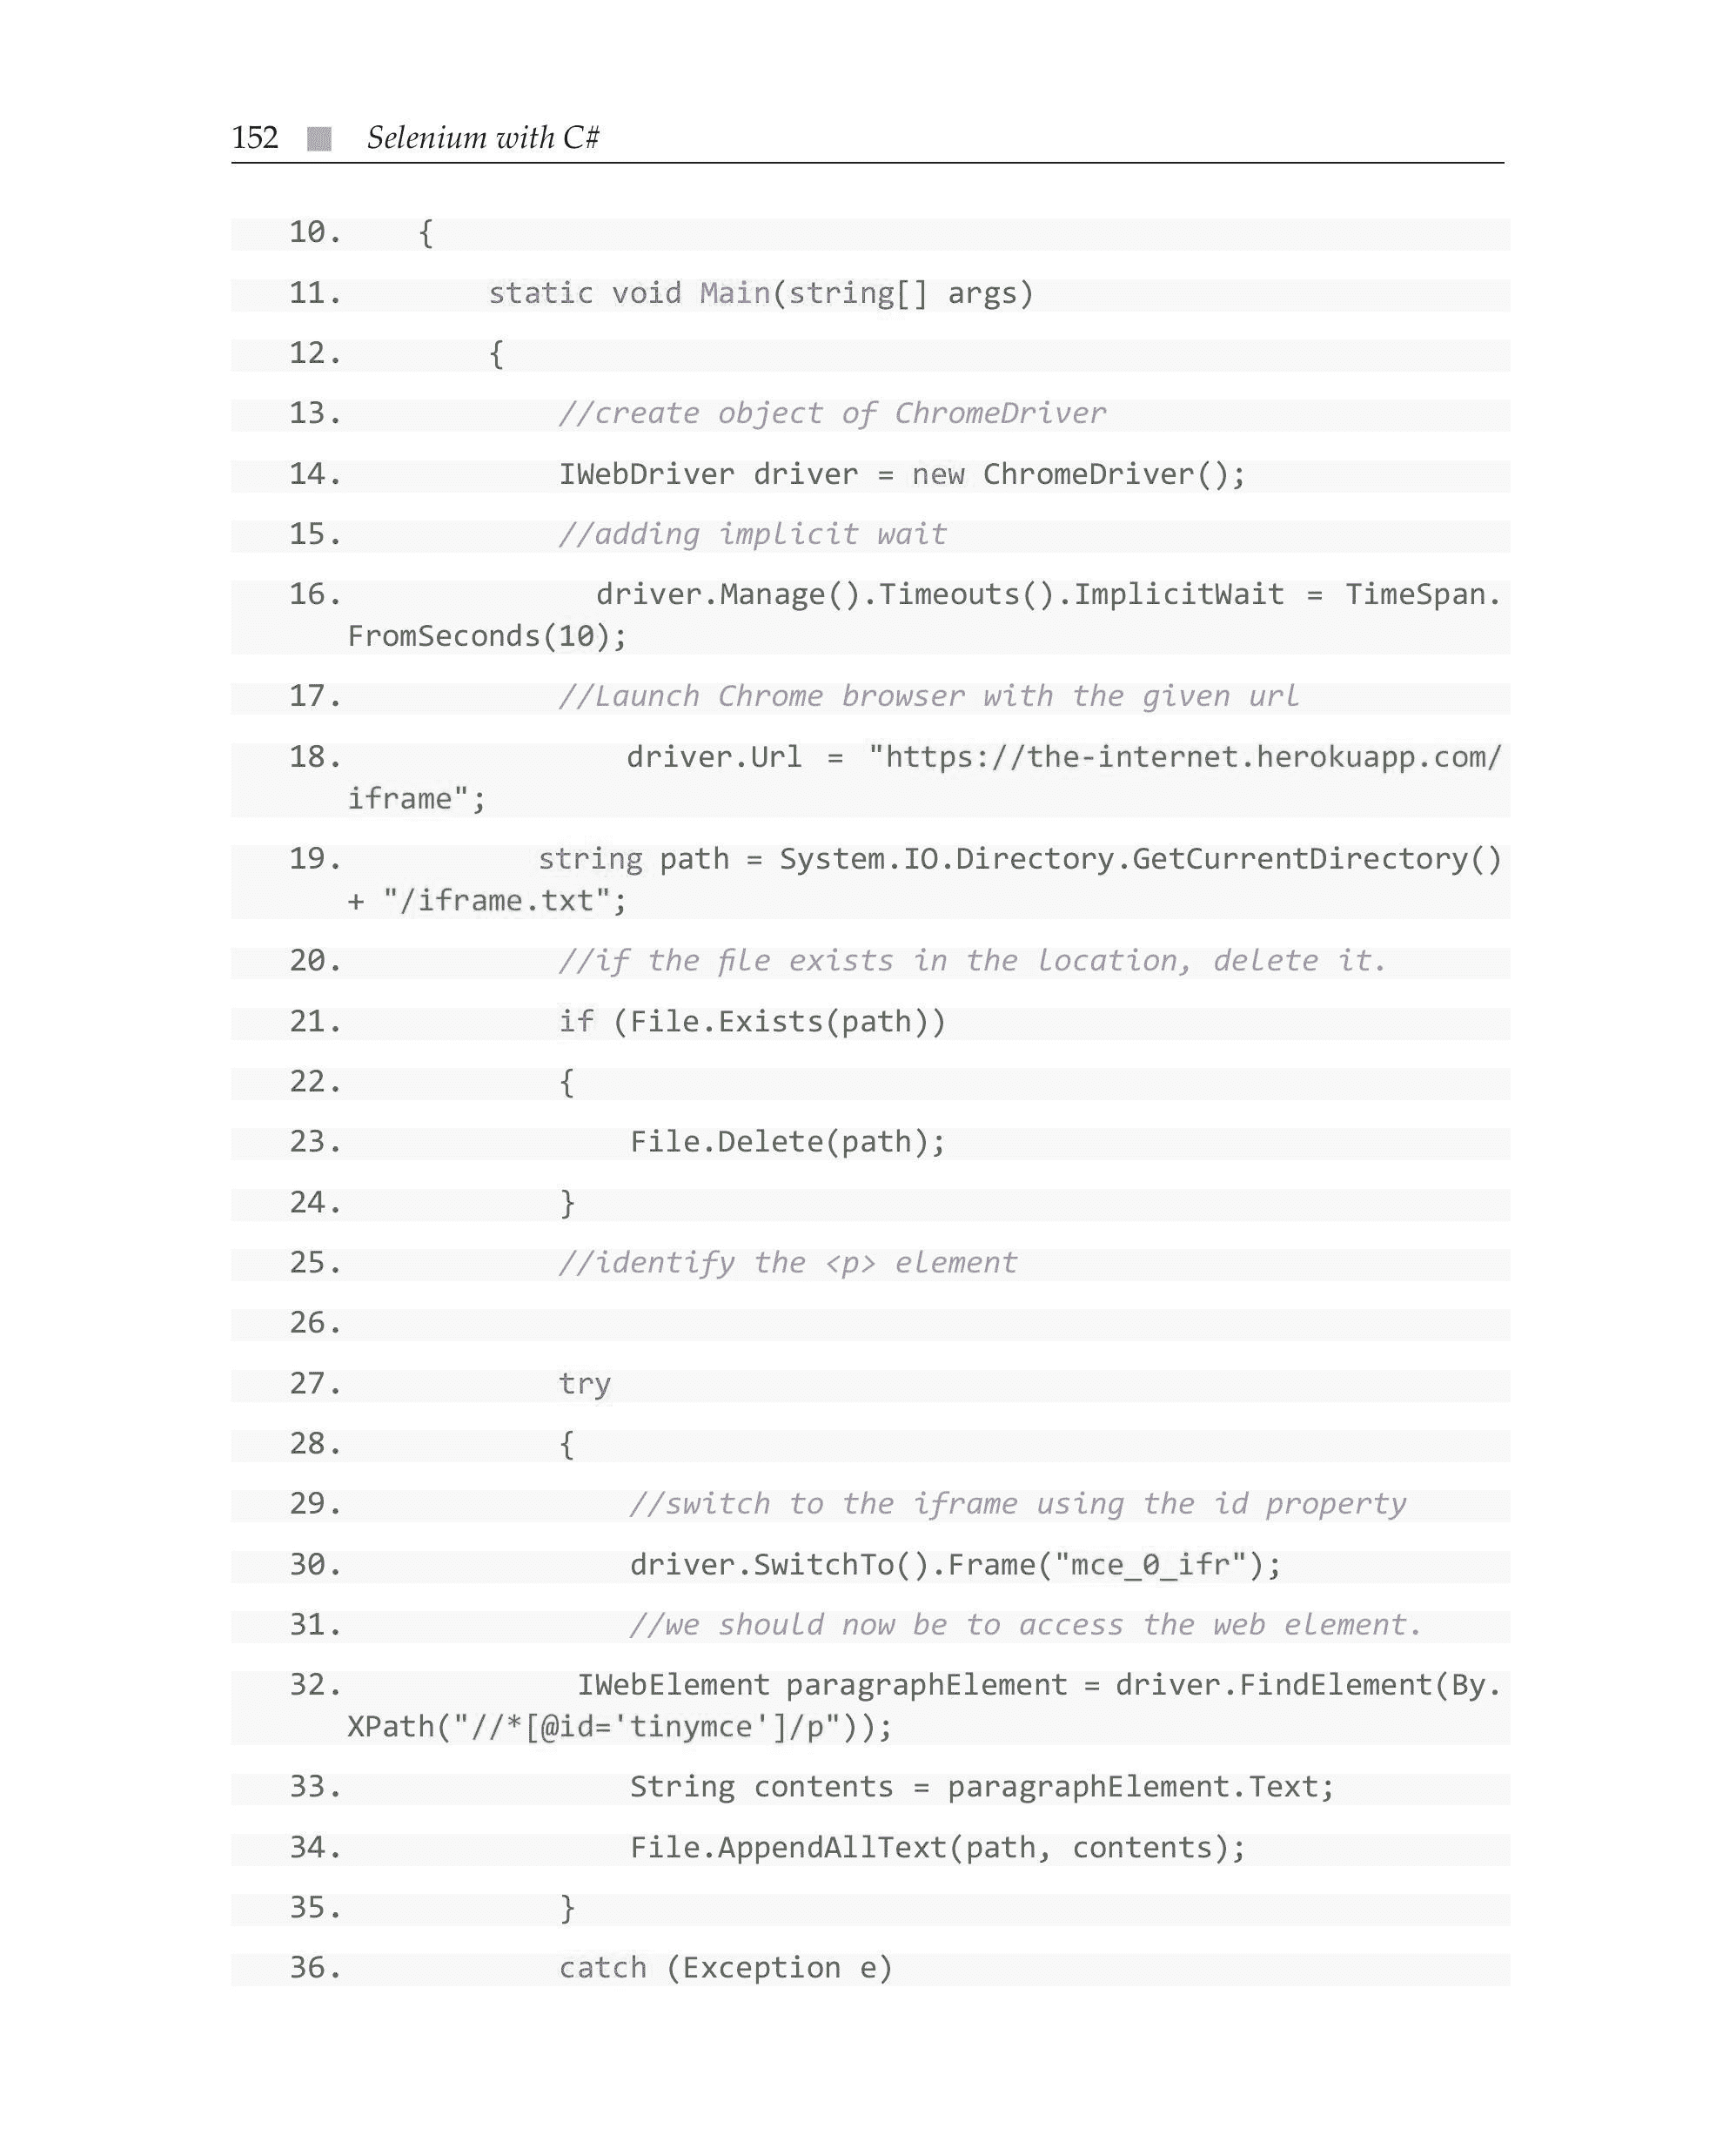 152 Selenium with C#
10. {
11. static void Main(string[] args)
12. {
13. //create object of ChromeDriver
14. IWebDriver driver = new ChromeDriver();
15. //adding implicit wait
16. driver.Manage().Timeouts().ImplicitWait = TimeSpan.
FromSeconds(10);
17. //Launch Chrome browser with the given url
18. driver.Url = "https://the-internet.herokuapp.com/
iframe";
19. string path = System.IO.Directory.GetCurrentDirectory()
+ "/iframe.txt";
20. //if the file exists in the location, delete it.
21. if (File.Exists(path))
22. {
23. File.Delete(path);
24. }
25. //identify the <p> element
26.
27. try
28. {
29. //switch to the iframe using the id property
30. driver.SwitchTo().Frame("mce_0_ifr");
31. //we should now be to access the web element.
32. IWebElement paragraphElement = driver.FindElement(By.
XPath("//*[@id='tinymce']/p"));
33. String contents = paragraphElement.Text;
34. File.AppendAllText(path, contents);
35. }
36. catch (Exception e)